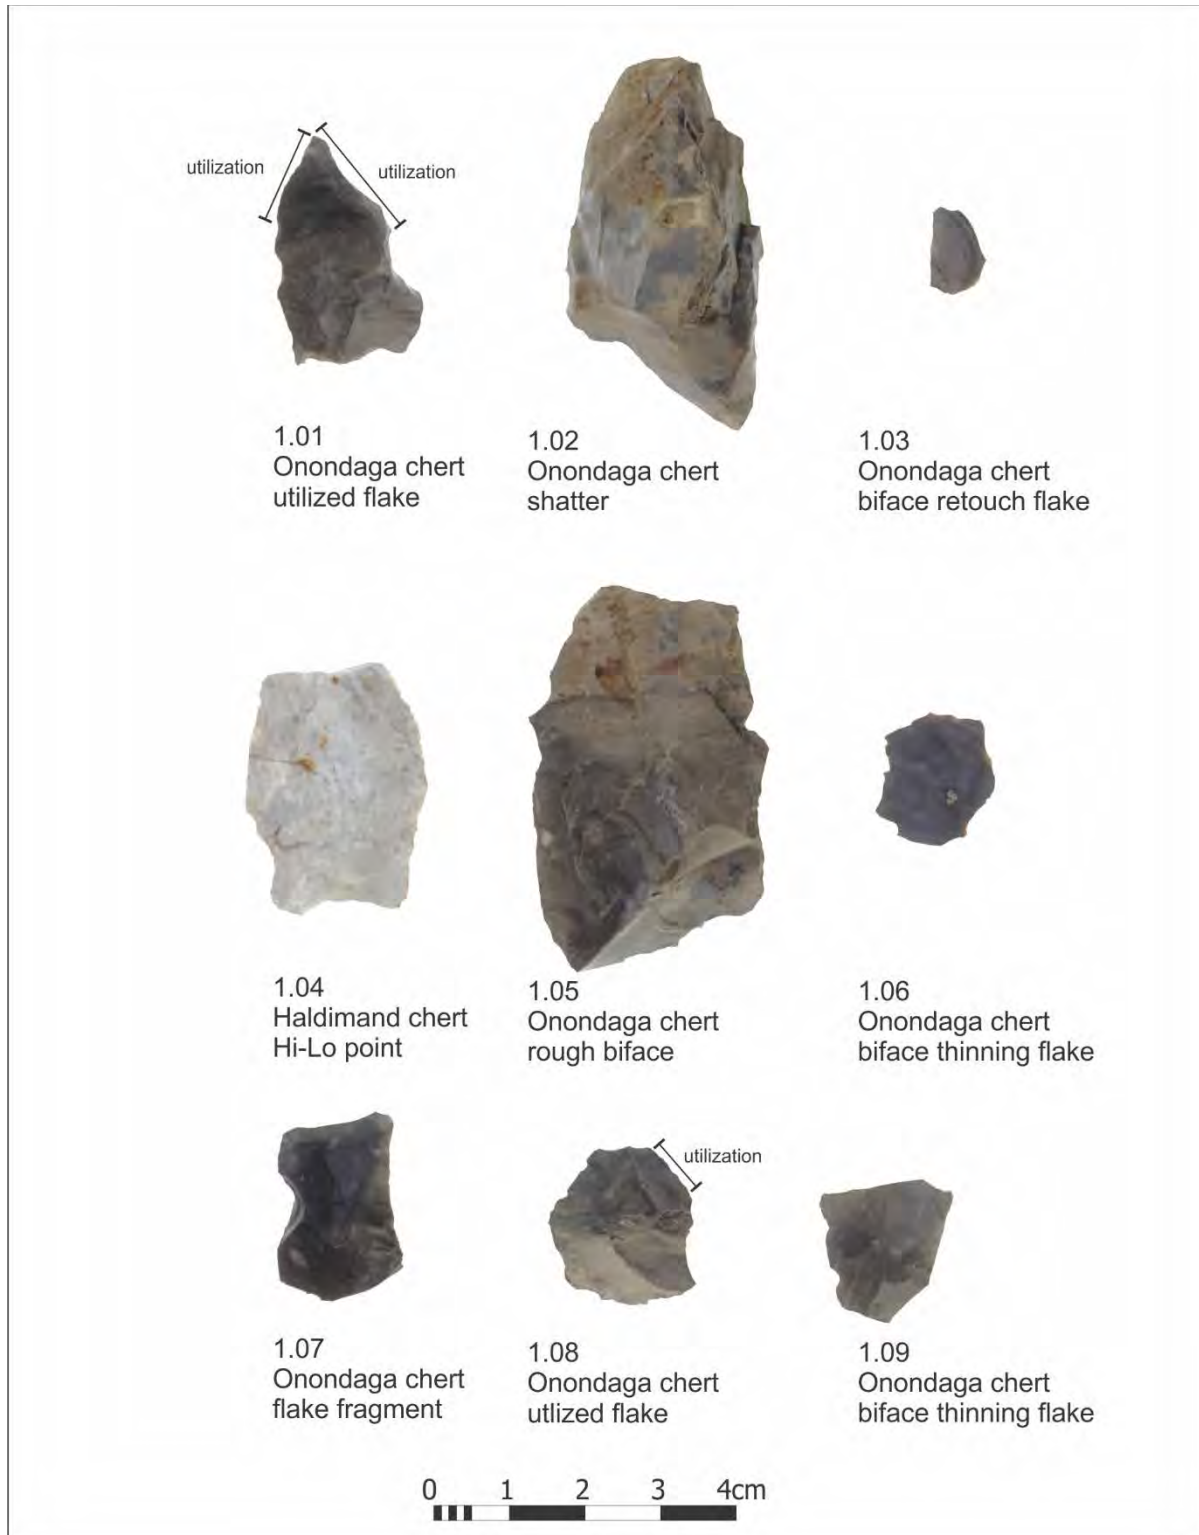 utilization
utilization
1.01
Onondaga chert
utilized flake
1.02
Onondaga chert
shatter
1.03
Onondaga chert
biface retouch flake
1.04
Haldimand chert
Hi-Lo point
1.05
Onondaga chert
rough biface
1.06
Onondaga chert
biface thinning flake
1.07
Onondaga chert
flake fragment
utilization
1.08
Onondaga chert
utlized flake
1.09
Onondaga chert
biface thinning flake
0 1 2 3 4cm